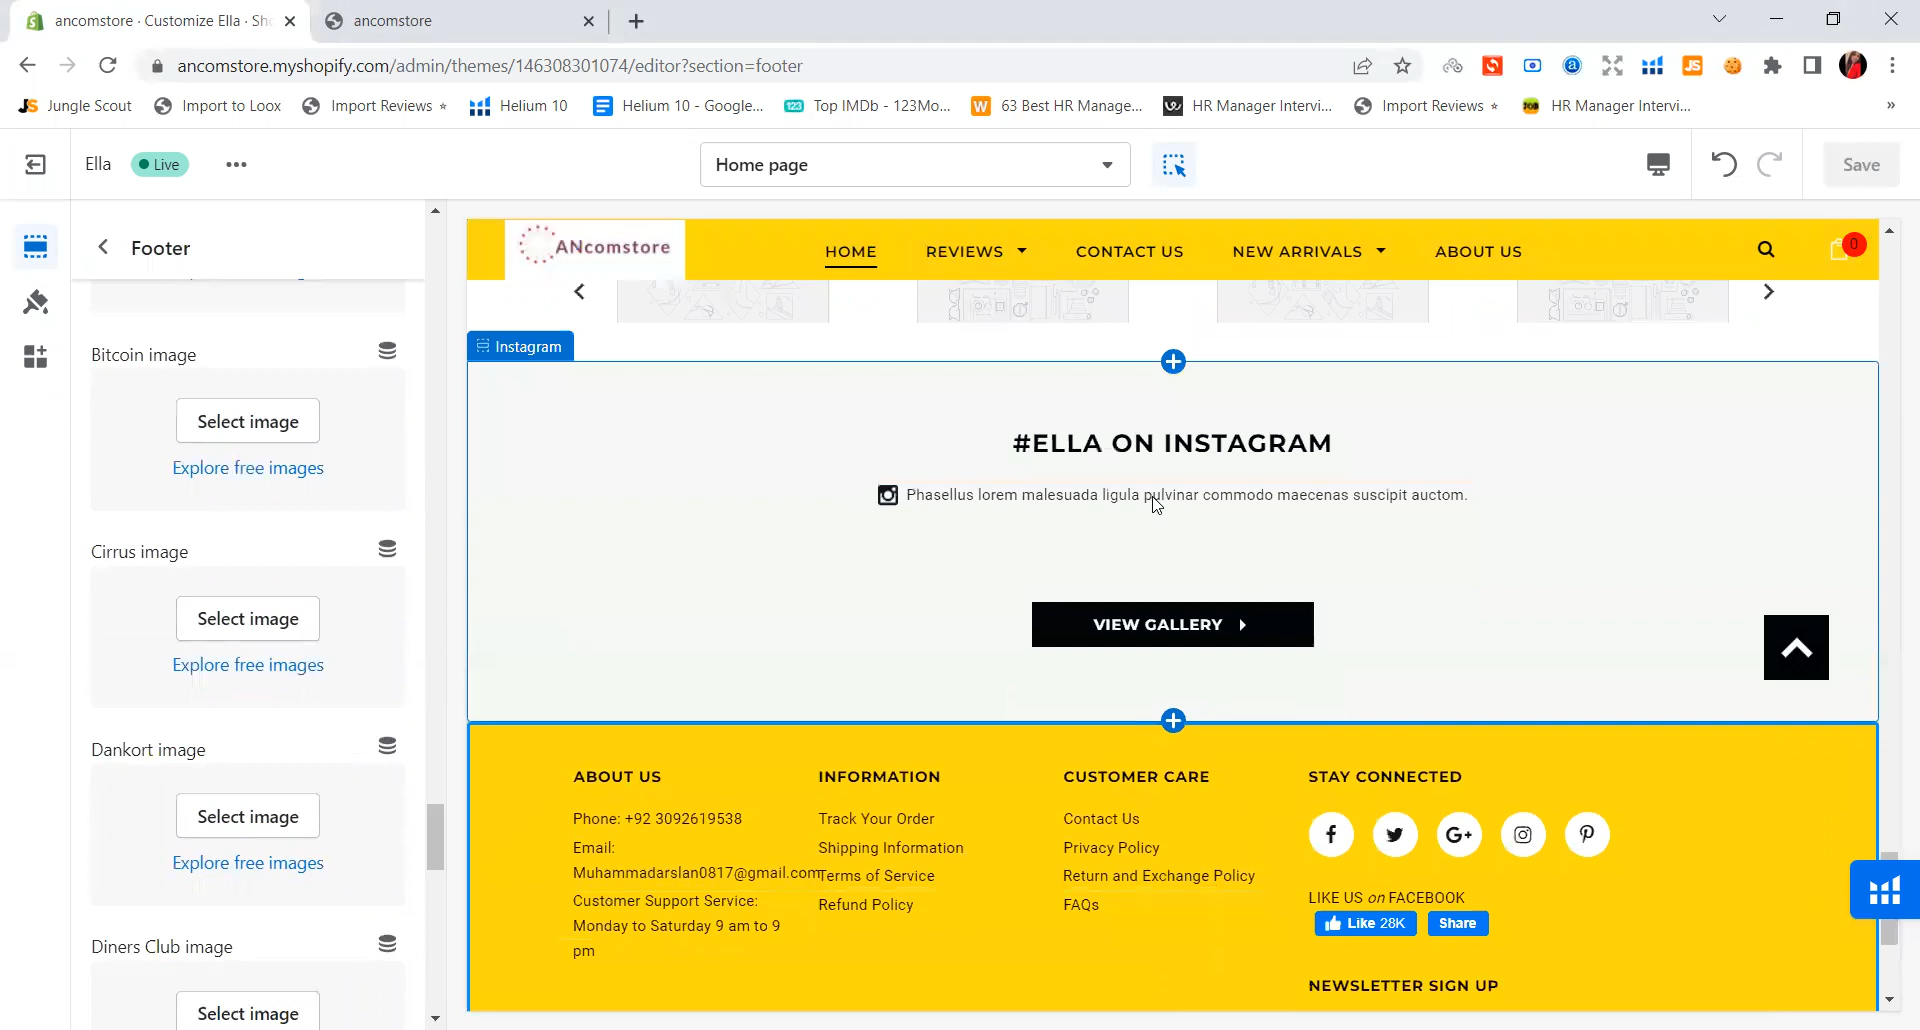 ancomstore · Customize Ella · Sho
ancomstore
ancomstore.myshopify.com/admin/themes/146308301074/editor?section=footer
Jungle Scout
Import to Loox
Import Reviews
Helium 10
Helium 10 - Google...
Top IMDb - 123Mo...
63 Best HR Manage...
HR Manager Intervi...
Import Reviews
HR Manager Intervi...
»
Ella
Live
Home page
Save
Footer
Bitcoin image
Select image
Explore free images
Cirrus image
Select image
Explore free images
Dankort image
Select image
Explore free images
Diners Club image
Select image
ANcomstore
HOME
REVIEWS
CONTACT US
NEW ARRIVALS
ABOUT US
0
Instagram
#ELLA ON INSTAGRAM
Phasellus lorem malesuada ligula pulvinar commodo maecenas suscipit auctom.
VIEW GALLERY
ABOUT US
Phone: +92 3092619538
Email:
Muhammadarslan0817@gmail.com
Customer Support Service:
Monday to Saturday 9 am to 9
pm
INFORMATION
Track Your Order
Shipping Information
Terms of Service
Refund Policy
CUSTOMER CARE
Contact Us
Privacy Policy
Return and Exchange Policy
FAQs
STAY CONNECTED
LIKE US on FACEBOOK
Like 28K
Share
NEWSLETTER SIGN UP